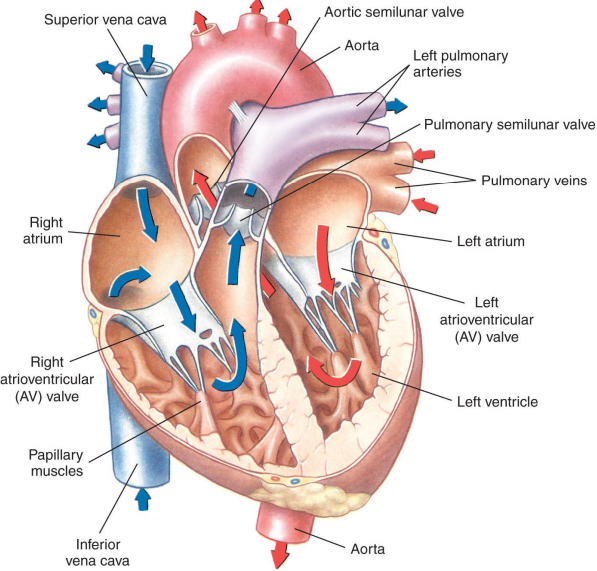 Superior vena cava
Aortic semilunar valve
Aorta
Left pulmonary
arteries
Pulmonary semilunar valve
Pulmonary veins
Right
atrium
Left atrium
Left
atrioventricular
(AV) valve
Right
atrioventricular
(AV) valve
Left ventricle
Papillary
muscles
Inferior
vena cava
Aorta